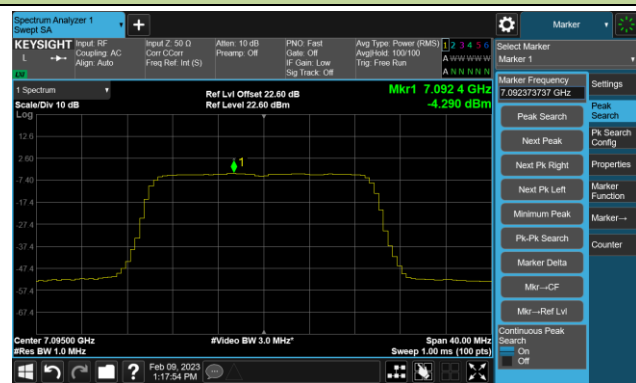 Spectrum Analyzer 1
Swept SA
+
Marker
KEYSIGHT Input: RF Input Z: 50 Ω Atten: 10 dB PNO: Fast Avg Type: Power (RMS) 1 2 3 4 5 6
L Coupling: AC Corr CCorr Preamp: Off Gate: Off Avg|Hold: 100/100 A W W W W W
Align: Auto Freq Ref: Int (S) IF Gain: Low Trig: Free Run
Sig Track: Off A N N N N N
Select Marker
Marker 1
1 Spectrum
Scale/Div 10 dB
Log
Ref Lvl Offset 22.60 dB
Ref Level 22.60 dBm
Mkr1 7.092 4 GHz
-4.290 dBm
12.6
2.60
-7.40
-17.4
-27.4
-37.4
-47.4
-57.4
-67.4
1
Center 7.09500 GHz #Video BW 3.0 MHz* Span 40.00 MHz
#Res BW 1.0 MHz Sweep 1.00 ms (100 pts)
Marker Frequency
7.092373737 GHz
Peak Search
Next Peak
Next Pk Right
Next Pk Left
Minimum Peak
Pk-Pk Search
Marker Delta
Mkr→CF
Mkr→Ref Lvl
Continuous Peak
Search
On
Off
Settings
Peak
Search
Pk Search
Config
Properties
Marker
Function
Marker→
Counter
?
Feb 09, 2023
1:17:54 PM